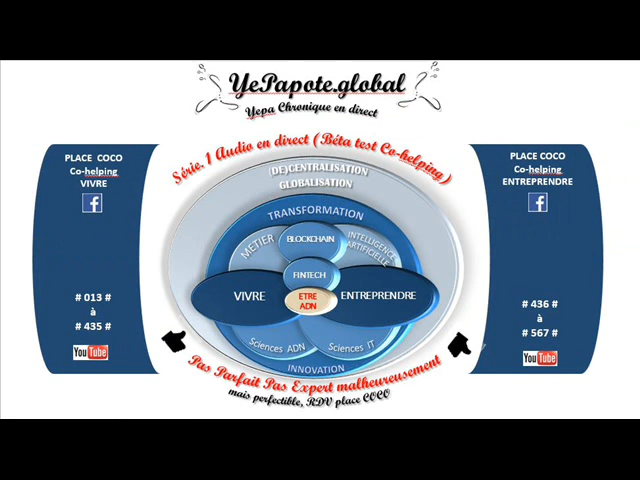 YePapote.global
Yepa Chronique en direct
Série, 1 Audio en direct (Béta test Co-helping)
PLACE COCO
Co-helping
VIVRE
# 013 #
à
# 435 #
YouTube
(DE)CENTRALISATION
GLOBALISATION
TRANSFORMATION
METIER
BLOCKCHAIN
INTELLIGENCE
ARTIFICIELLE
FINTECH
VIVRE
ETRE
ADN
ENTREPRENDRE
Sciences ADN
Sciences IT
INNOVATION
PLACE COCO
Co-helping
ENTREPRENDRE
# 436 #
à
# 567 #
YouTube
Pas Parfait Pas Expert malheureusement
mais perfectible, RDV place COCO